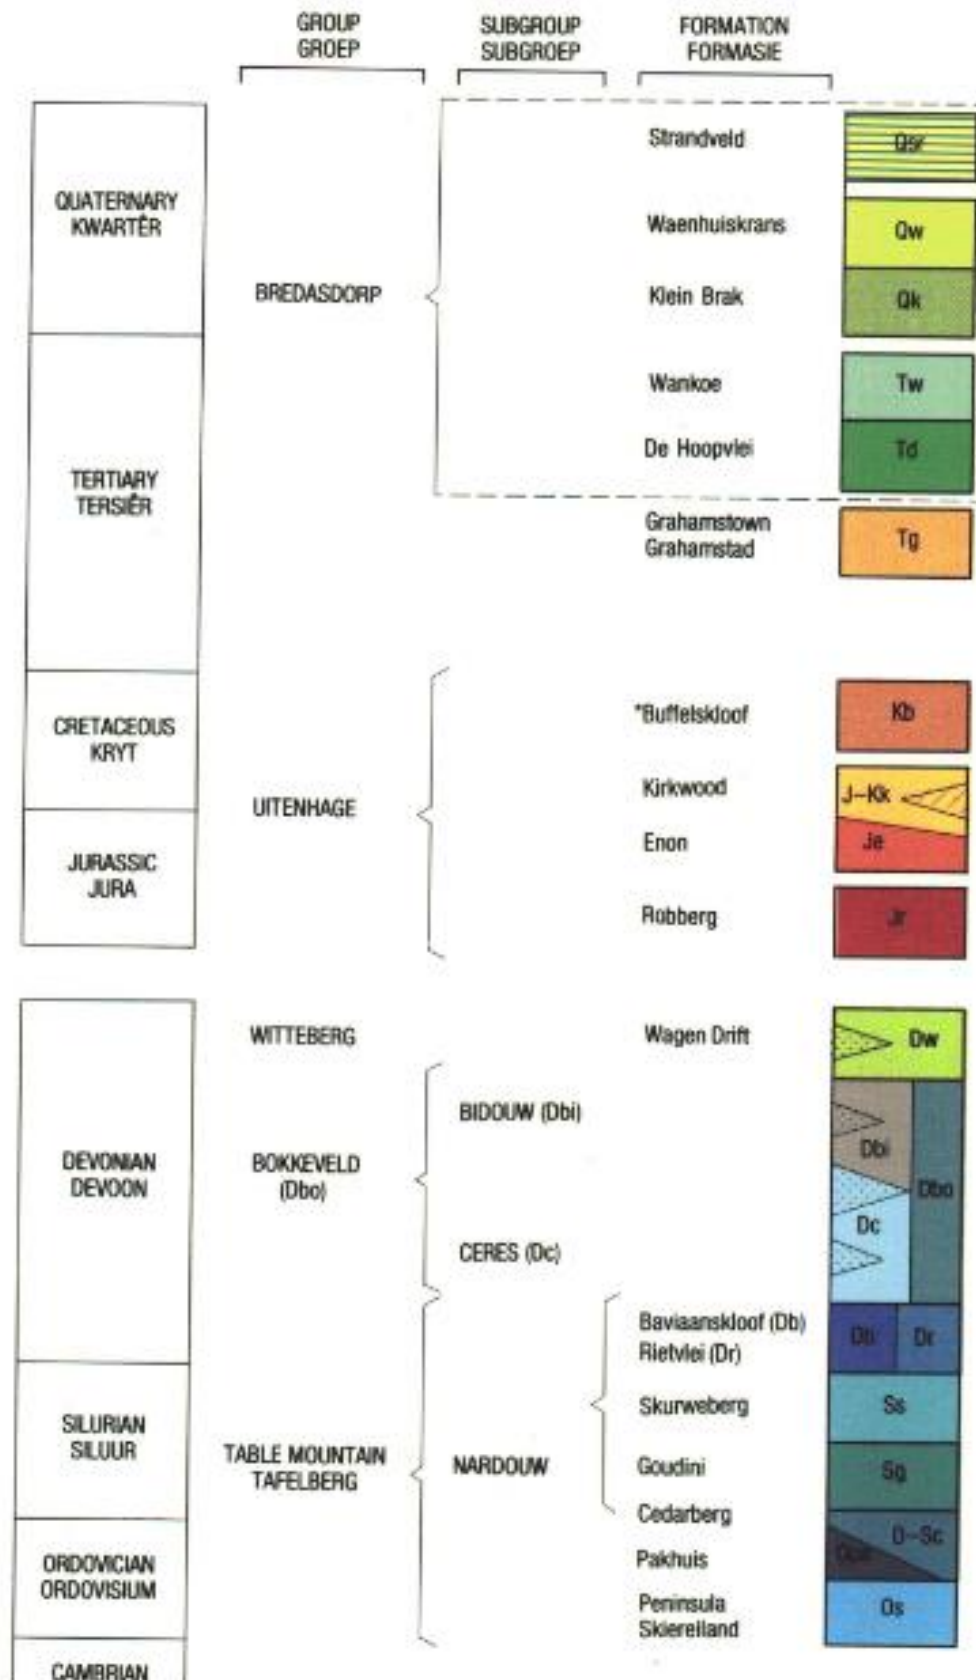 GROUP
GROEP
SUBGROUP
SUBGROEP
FORMATION
FORMASIE
QUATERNARY
KWARTÊR
BREDASDORP
Strandveld
Qsr
Waenhuiskrans
Qw
Klein Brak
Qk
TERTIARY
TERSIÊR
Wankoe
Tw
De Hoopvlei
Td
Grahamstown
Grahamstad
Tg
CRETACEOUS
KRYT
UITENHAGE
*Buffelskloof
Kb
Kirkwood
J-Kk
Enon
Je
JURASSIC
JURA
Robberg
Jr
DEVONIAN
DEVOON
WITTEBERG
Wagen Drift
Dw
BOKKEVELD
(Dbo)
BIDOUW (Dbi)
Dbi
Dbo
CERES (Dc)
Dc
Baviaanskloof (Db)
Rietvlei (Dr)
Db
Dr
SILURIAN
SILUUR
TABLE MOUNTAIN
TAFELBERG
NARDOUW
Skurweberg
Ss
Goudini
Sg
Cedarberg
O-Sc
ORDOVICIAN
ORDOVISIUM
Pakhuis
Peninsula
Skiereiland
Os
CAMBRIAN